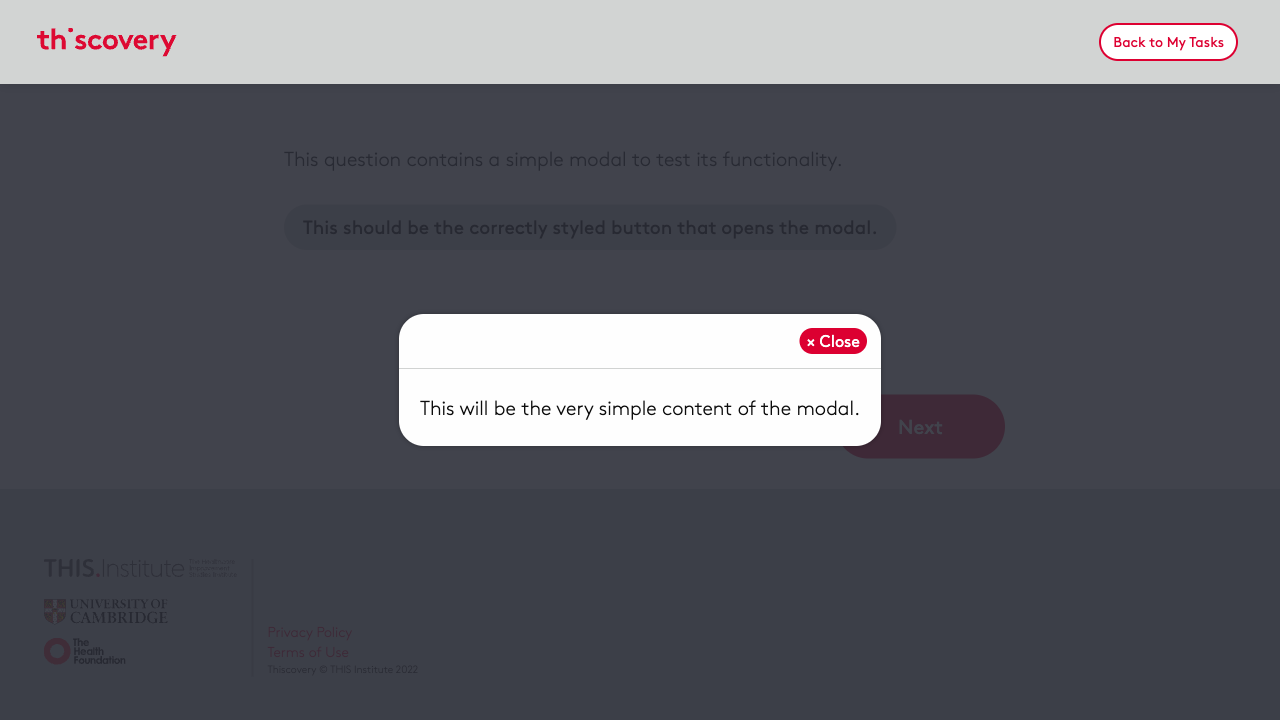 thiscovery
Back to My Tasks
This question contains a simple modal to test its functionality.
This should be the correctly styled button that opens the modal.
× Close
This will be the very simple content of the modal.
Next
THIS.Institute
UNIVERSITY OF
CAMBRIDGE
The
Health
Foundation
Privacy Policy
Terms of Use
Thiscovery © THIS Institute 2022